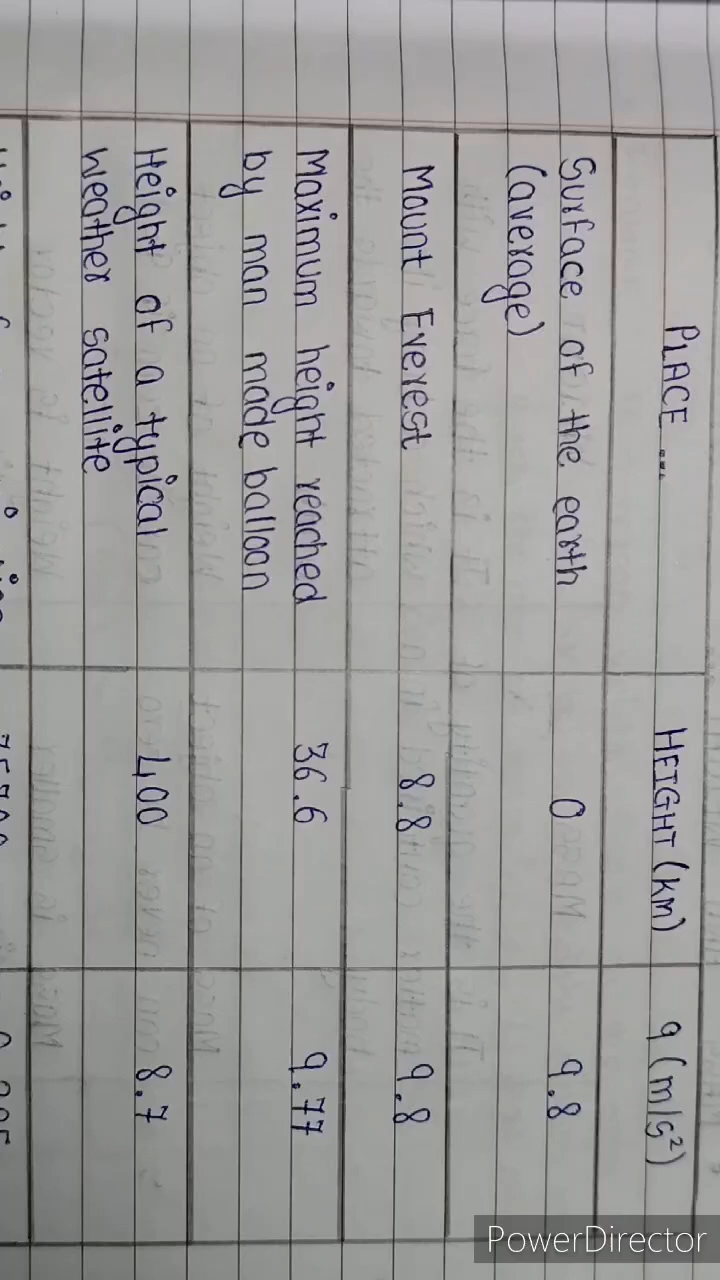 PLACE ...
HEIGHT (km)
g (m/s²)
Surface of the earth
(average)
0
9.8
Mount Everest
8.8
9.8
Maximum height reached
by man made balloon
36.6
9.77
Height of a typical
weather satellite
400
8.7
PowerDirector